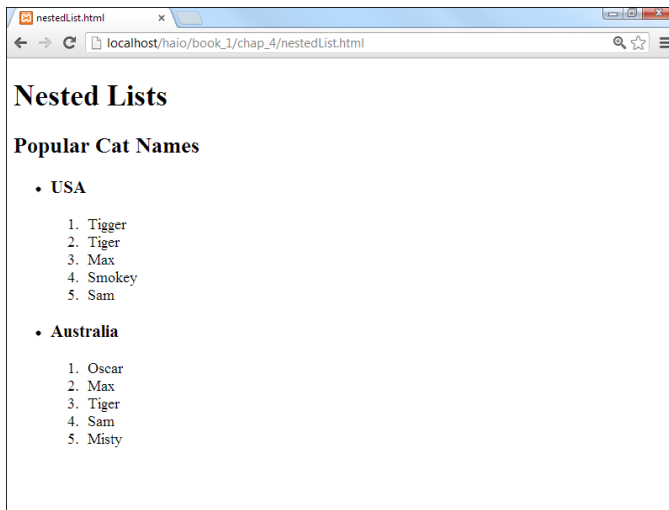 nestedList.html
localhost/haio/book_1/chap_4/nestedList.html
Nested Lists
Popular Cat Names
• USA
1. Tigger
2. Tiger
3. Max
4. Smokey
5. Sam
• Australia
1. Oscar
2. Max
3. Tiger
4. Sam
5. Misty